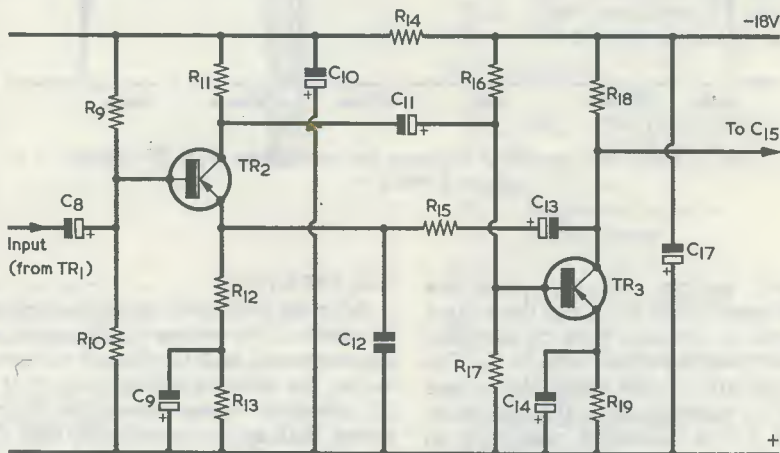 R14
−18V
R11
C10
R16
R18
R9
C11
To C15
TR2
C8
+
+
+
R15
C13
+
Input
(from TR1)
C17
+
R12
TR3
R10
C12
R17
C9
+
R13
C14
+
R19
+